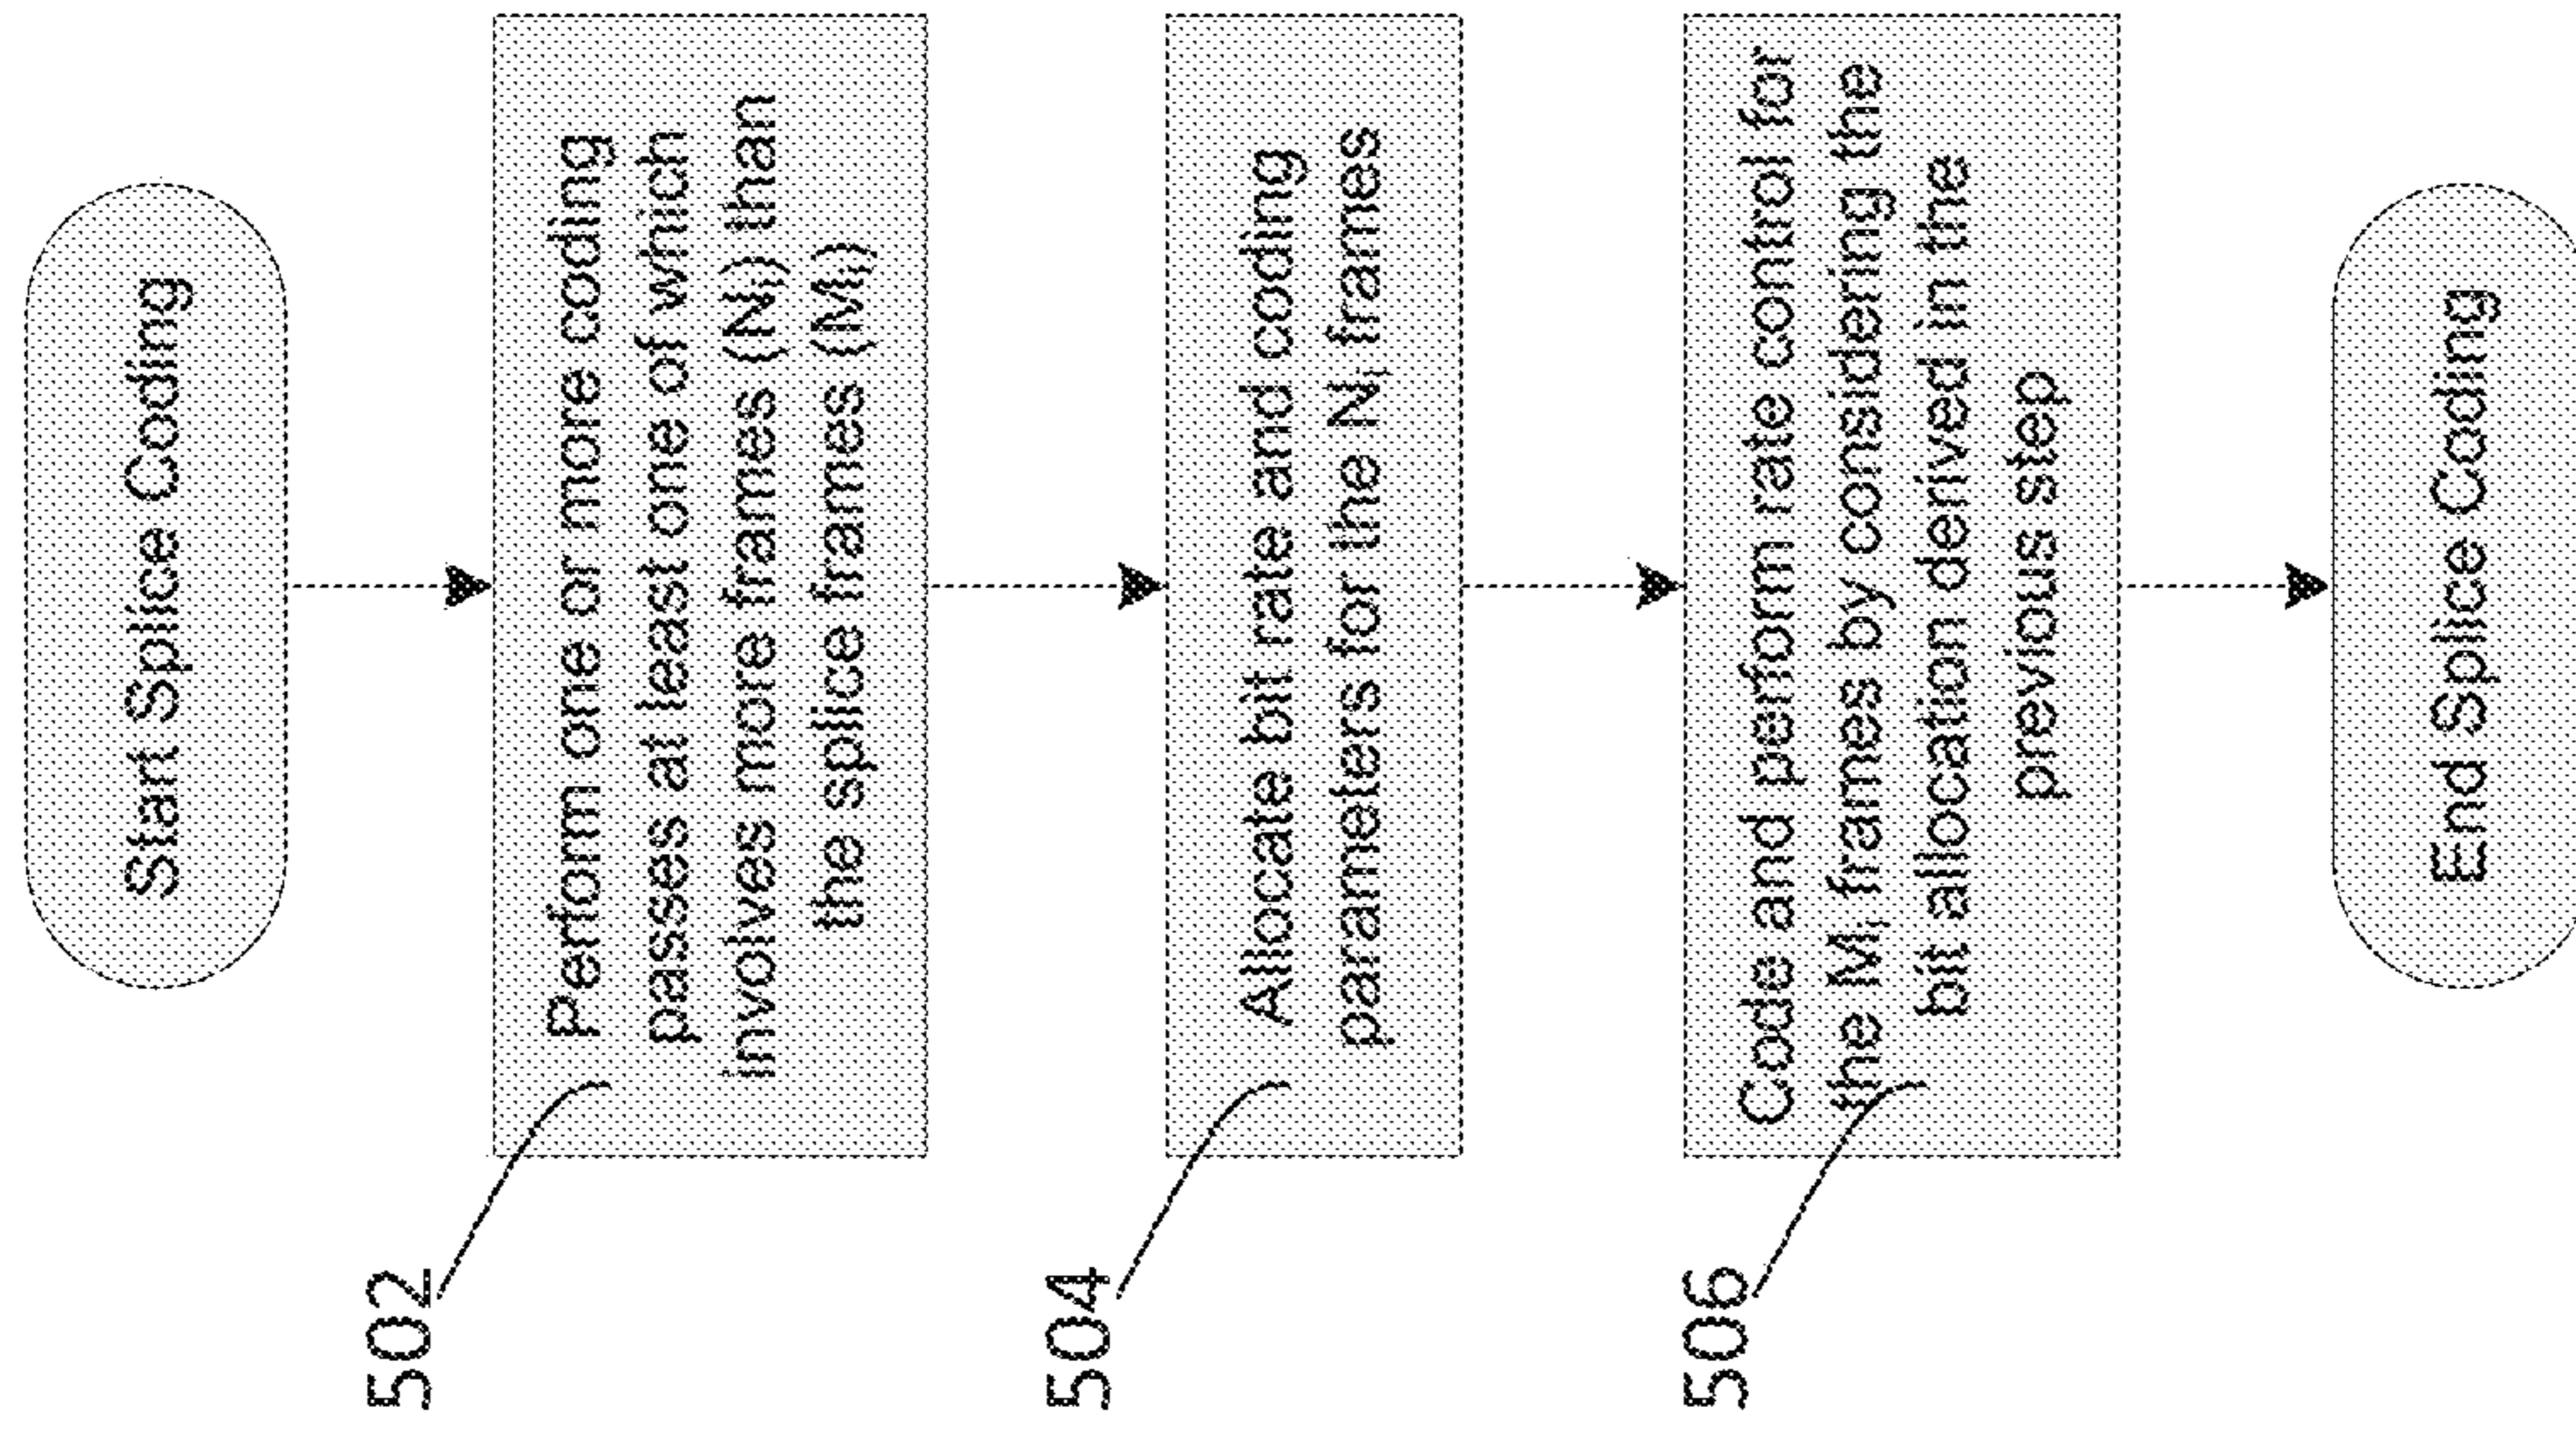 Start Splice Coding
502
Perform one or more coding
passes at least one of which
involves more frames (Nᵢ) than
the splice frames (Mᵢ)
504
Allocate bit rate and coding
parameters for the Nᵢ frames
506
Code and perform rate control for
the Mᵢ frames by considering the
bit allocation derived in the
previous step
End Splice Coding